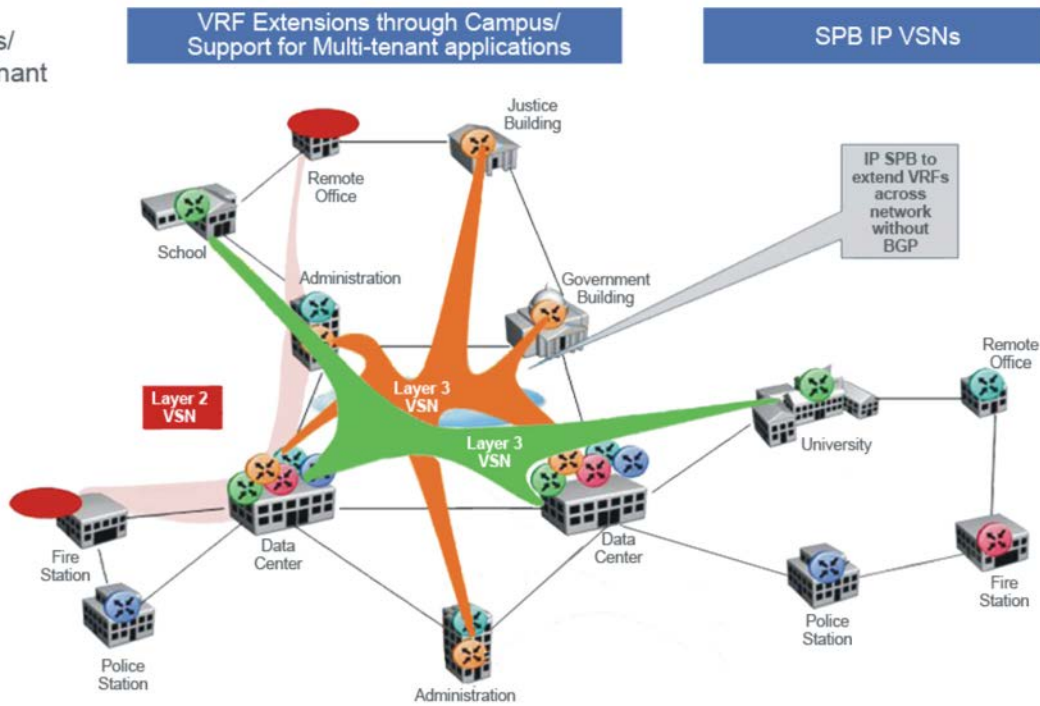 s/
nant
VRF Extensions through Campus/
Support for Multi-tenant applications
SPB IP VSNs
Justice
Building
Remote
Office
IP SPB to
extend VRFs
across
network
without
BGP
School
Administration
Government
Building
Remote
Office
Layer 2
VSN
Layer 3
VSN
Layer 3
VSN
University
Fire
Station
Data
Center
Data
Center
Fire
Station
Police
Station
Police
Station
Administration